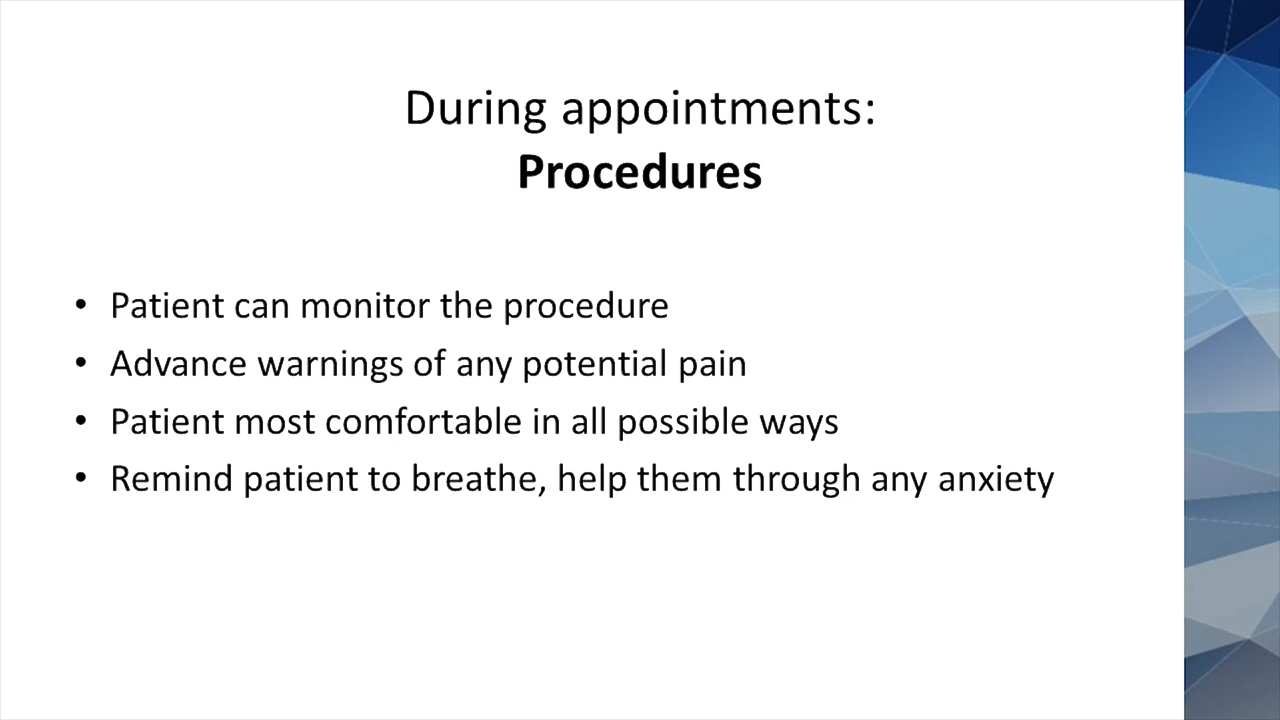 During appointments:
Procedures
• Patient can monitor the procedure
• Advance warnings of any potential pain
• Patient most comfortable in all possible ways
• Remind patient to breathe, help them through any anxiety